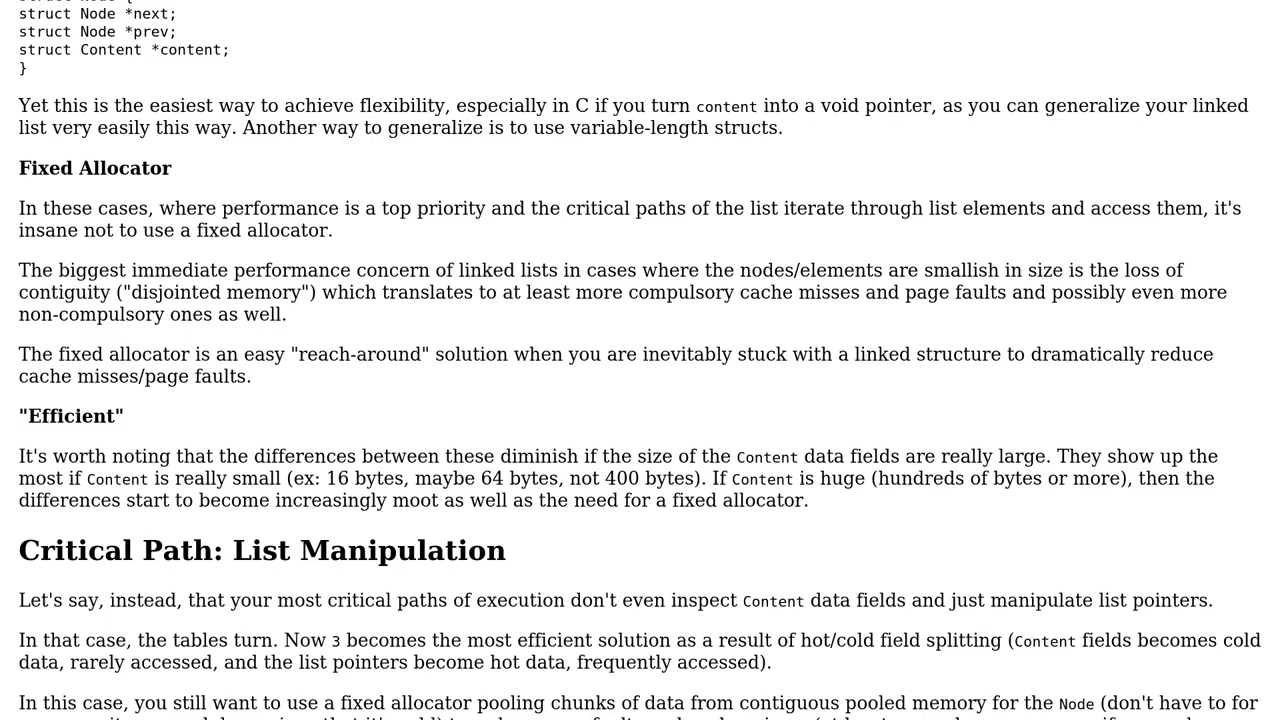 struct Node {
struct Node *next;
struct Node *prev;
struct Content *content;
}
Yet this is the easiest way to achieve flexibility, especially in C if you turn content into a void pointer, as you can generalize your linked
list very easily this way. Another way to generalize is to use variable-length structs.
Fixed Allocator
In these cases, where performance is a top priority and the critical paths of the list iterate through list elements and access them, it's
insane not to use a fixed allocator.
The biggest immediate performance concern of linked lists in cases where the nodes/elements are smallish in size is the loss of
contiguity ("disjointed memory") which translates to at least more compulsory cache misses and page faults and possibly even more
non-compulsory ones as well.
The fixed allocator is an easy "reach-around" solution when you are inevitably stuck with a linked structure to dramatically reduce
cache misses/page faults.
"Efficient"
It's worth noting that the differences between these diminish if the size of the Content data fields are really large. They show up the
most if Content is really small (ex: 16 bytes, maybe 64 bytes, not 400 bytes). If Content is huge (hundreds of bytes or more), then the
differences start to become increasingly moot as well as the need for a fixed allocator.
Critical Path: List Manipulation
Let's say, instead, that your most critical paths of execution don't even inspect Content data fields and just manipulate list pointers.
In that case, the tables turn. Now 3 becomes the most efficient solution as a result of hot/cold field splitting (Content fields becomes cold
data, rarely accessed, and the list pointers become hot data, frequently accessed).
In this case, you still want to use a fixed allocator pooling chunks of data from contiguous pooled memory for the Node (don't have to for